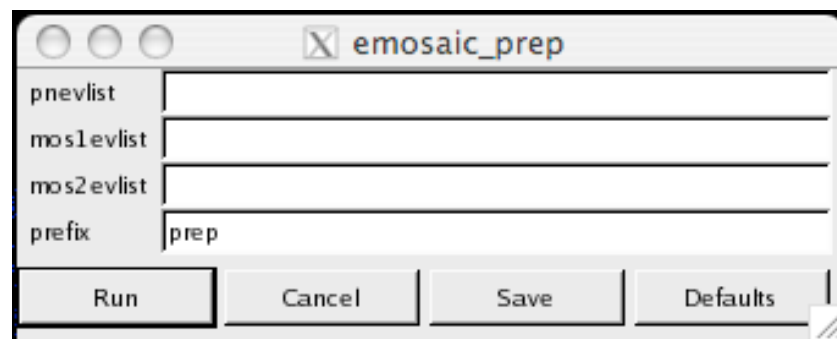 emosaic_prep
pnevlist
mos1evlist
mos2evlist
prefix prep
Run Cancel Save Defaults